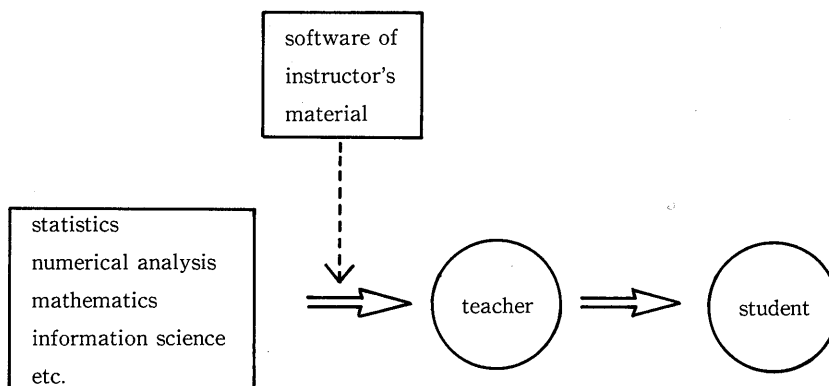 software of
instructor's
material
statistics
numerical analysis
mathematics
information science
etc.
teacher
student